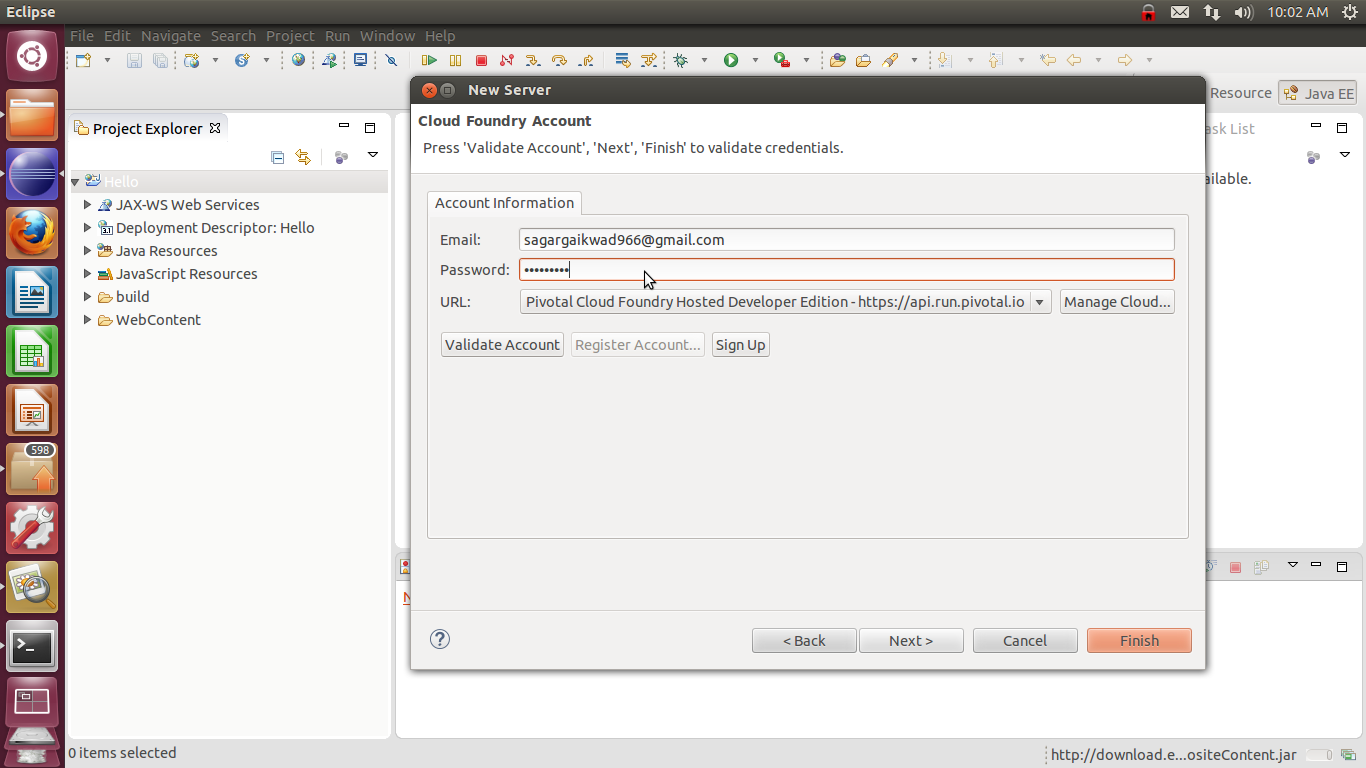 Eclipse
10:02 AM
File Edit Navigate Search Project Run Window Help
New Server
Resource
Java EE
Cloud Foundry Account
Press 'Validate Account', 'Next', 'Finish' to validate credentials.
Project Explorer
ask List
ailable.
Hello
JAX-WS Web Services
Deployment Descriptor: Hello
Java Resources
JavaScript Resources
build
WebContent
Account Information
Email: sagargaikwad966@gmail.com
Password: •••••••••
URL: Pivotal Cloud Foundry Hosted Developer Edition - https://api.run.pivotal.io
Manage Cloud...
Validate Account Register Account... Sign Up
598
< Back Next > Cancel Finish
0 items selected
http://download.e...ositeContent.jar